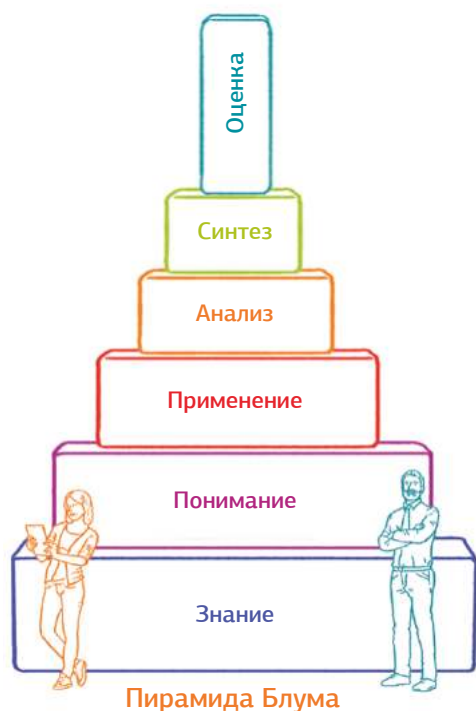 Оценка
Синтез
Анализ
Применение
Понимание
Знание
Пирамида Блума